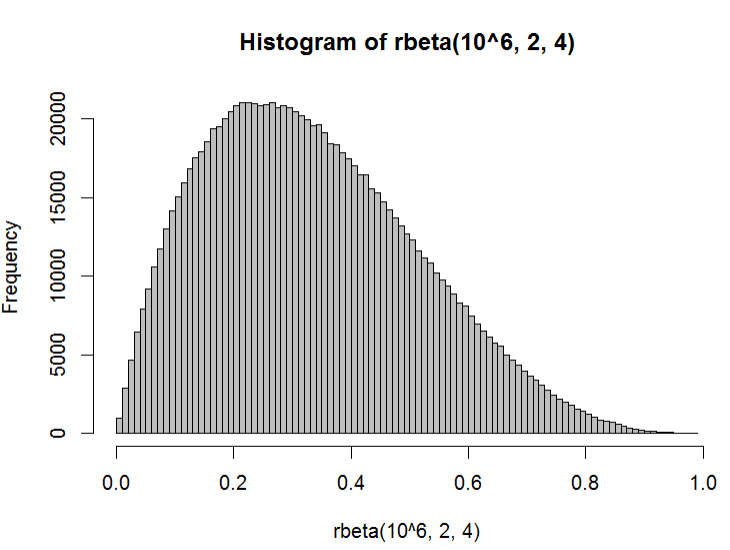 Histogram of rbeta(10^6, 2, 4)
Frequency
20000
15000
10000
5000
0
0.0 0.2 0.4 0.6 0.8 1.0
rbeta(10^6, 2, 4)